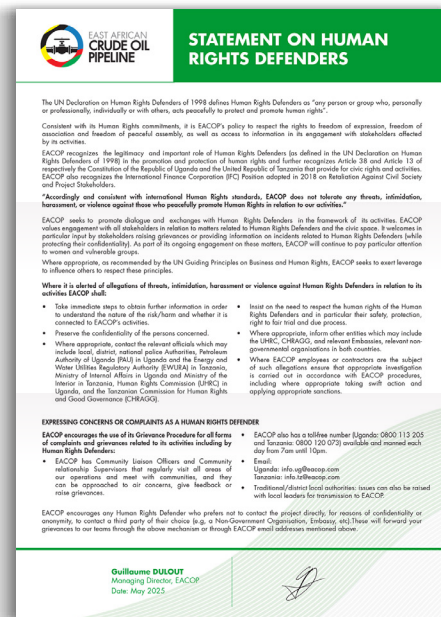 EAST AFRICAN
CRUDE OIL
PIPELINE
STATEMENT ON HUMAN
RIGHTS DEFENDERS
The UN Declaration on Human Rights Defenders of 1998 defines Human Rights Defenders as "any person or group who, personally
or professionally, individually or with others, acts peacefully to protect and promote human rights".
Consistent with its Human Rights commitments, it is EACOP's policy to respect the rights to freedom of expression, freedom of
association and freedom of peaceful assembly, as well as access to information in its engagement with stakeholders affected
by its activities.
EACOP recognizes the legitimacy and important role of Human Rights Defenders (as defined in the UN Declaration on Human
Rights Defenders of 1998) in the promotion and protection of human rights and further recognizes Article 38 and Article 13 of
respectively the Constitution of the Republic of Uganda and the United Republic of Tanzania that provide for civic rights and activities.
EACOP also recognizes the International Finance Corporation (IFC) Position adopted in 2018 on Retaliation Against Civil Society
and Project Stakeholders.
"Accordingly and consistent with international Human Rights standards, EACOP does not tolerate any threats, intimidation,
harassment, or violence against those who peacefully promote Human Rights in relation to our activities."
EACOP seeks to promote dialogue and exchanges with Human Rights Defenders in the framework of its activities. EACOP
values engagement with all stakeholders in relation to matters related to Human Rights Defenders and the civic space. It welcomes in
particular input by stakeholders raising grievances or providing information on incidents related to Human Rights Defenders (while
protecting their confidentiality). As part of its ongoing engagement on these matters, EACOP will continue to pay particular attention
to women and vulnerable groups.
Where appropriate, as recommended by the UN Guiding Principles on Business and Human Rights, EACOP seeks to exert leverage
to influence others to respect these principles.
Where it is alerted of allegations of threats, intimidation, harassment or violence against Human Rights Defenders in relation to its
activities EACOP shall:
• Take immediate steps to obtain further information in order
to understand the nature of the risk/harm and whether it is
connected to EACOP's activities.
• Preserve the confidentiality of the persons concerned.
• Where appropriate, contact the relevant officials which may
include local, district, national police Authorities, Petroleum
Authority of Uganda (PAU) in Uganda and the Energy and
Water Utilities Regulatory Authority (EWURA) in Tanzania,
Ministry of Internal Affairs in Uganda and Ministry of the
Interior in Tanzania, Human Rights Commission (UHRC) in
Uganda, and the Tanzanian Commission for Human Rights
and Good Governance (CHRAGG).
• Insist on the need to respect the human rights of the Human
Rights Defenders and in particular their safety, protection,
right to fair trial and due process.
• Where appropriate, inform other entities which may include
the UHRC, CHRAGG, and relevant Embassies, relevant non-
governmental organisations in both countries.
• Where EACOP employees or contractors are the subject
of such allegations ensure that appropriate investigation
is carried out in accordance with EACOP procedures,
including where appropriate taking swift action and
applying appropriate sanctions.
EXPRESSING CONCERNS OR COMPLAINTS AS A HUMAN RIGHTS DEFENDER
EACOP encourages the use of its Grievance Procedure for all forms
of complaints and grievances related to its activities including by
Human Rights Defenders:
• EACOP has Community Liaison Officers and Community
relationship Supervisors that regularly visit all areas of
our operations and meet with communities, and they
can be approached to air concerns, give feedback or
raise grievances.
• EACOP also has a toll-free number (Uganda: 0800 113 205
and Tanzania: 0800 120 073) available and manned each
day from 7am until 10pm.
• Email:
Uganda: info.ug@eacop.com
Tanzania: info.tz@eacop.com
• Traditional/district local authorities: issues can also be raised
with local leaders for transmission to EACOP.
EACOP encourages any Human Rights Defender who prefers not to contact the project directly, for reasons of confidentiality or
anonymity, to contact a third party of their choice (e.g, a Non-Government Organisation, Embassy, etc).These will forward your
grievances to our teams through the above mechanism or through EACOP email addresses mentioned above.
Guillaume DULOUT
Managing Director, EACOP
Date: May 2025